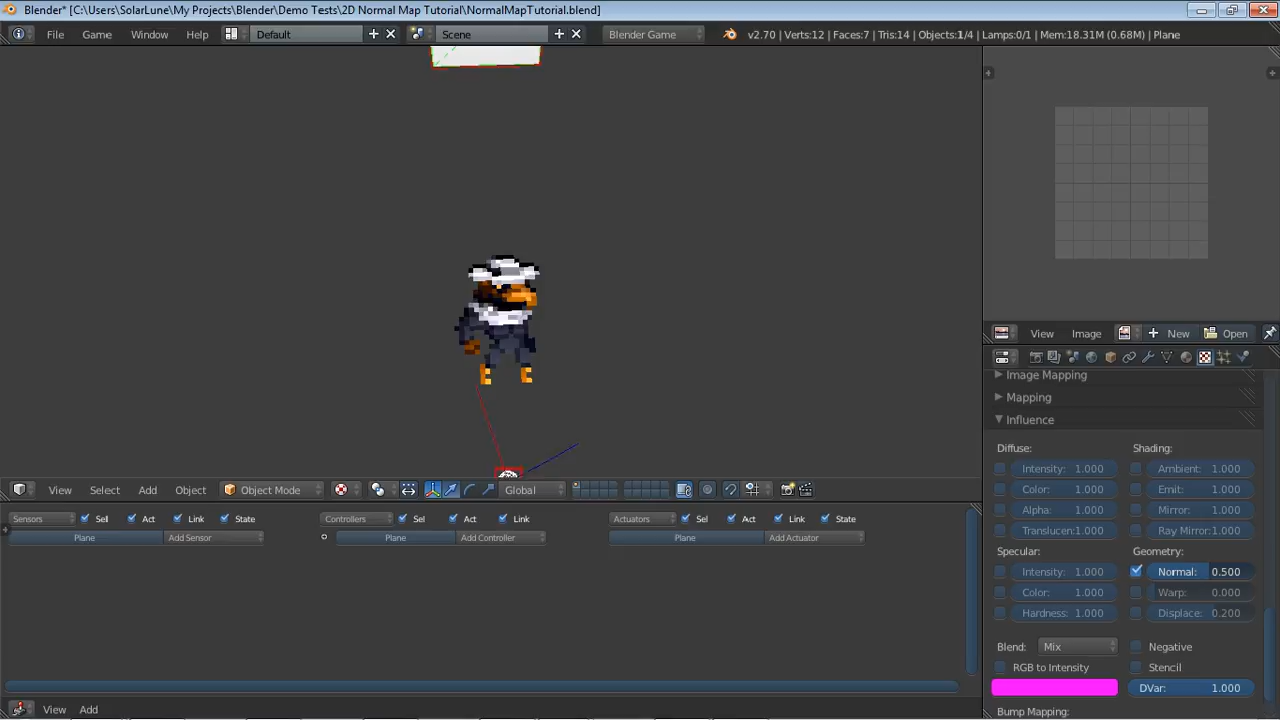 Blender* [C:\Users\SolarLune\My Projects\Blender\Demo Tests\2D Normal Map Tutorial\NormalMapTutorial.blend]
File Game Window Help Default Scene Blender Game v2.70 | Verts:12 | Faces:7 | Tris:14 | Objects:1/4 | Lamps:0/1 | Mem:18.31M (0.68M) | Plane
View Image New Open
Image Mapping
Mapping
Influence
Diffuse: Shading:
Intensity: 1.000 Ambient: 1.000
Color: 1.000 Emit: 1.000
Alpha: 1.000 Mirror: 1.000
Translucen:1.000 Ray Mirror:1.000
Specular: Geometry:
Intensity: 1.000 Normal: 0.500
Color: 1.000 Warp: 0.000
Hardness: 1.000 Displace: 0.200
Blend: Mix Negative
RGB to Intensity Stencil
DVar: 1.000
Bump Mapping:
View Select Add Object Object Mode Global
Sensors Sel Act Link State Controllers Sel Act Link Actuators Sel Act Link State
Plane Add Sensor Plane Add Controller Plane Add Actuator
View Add